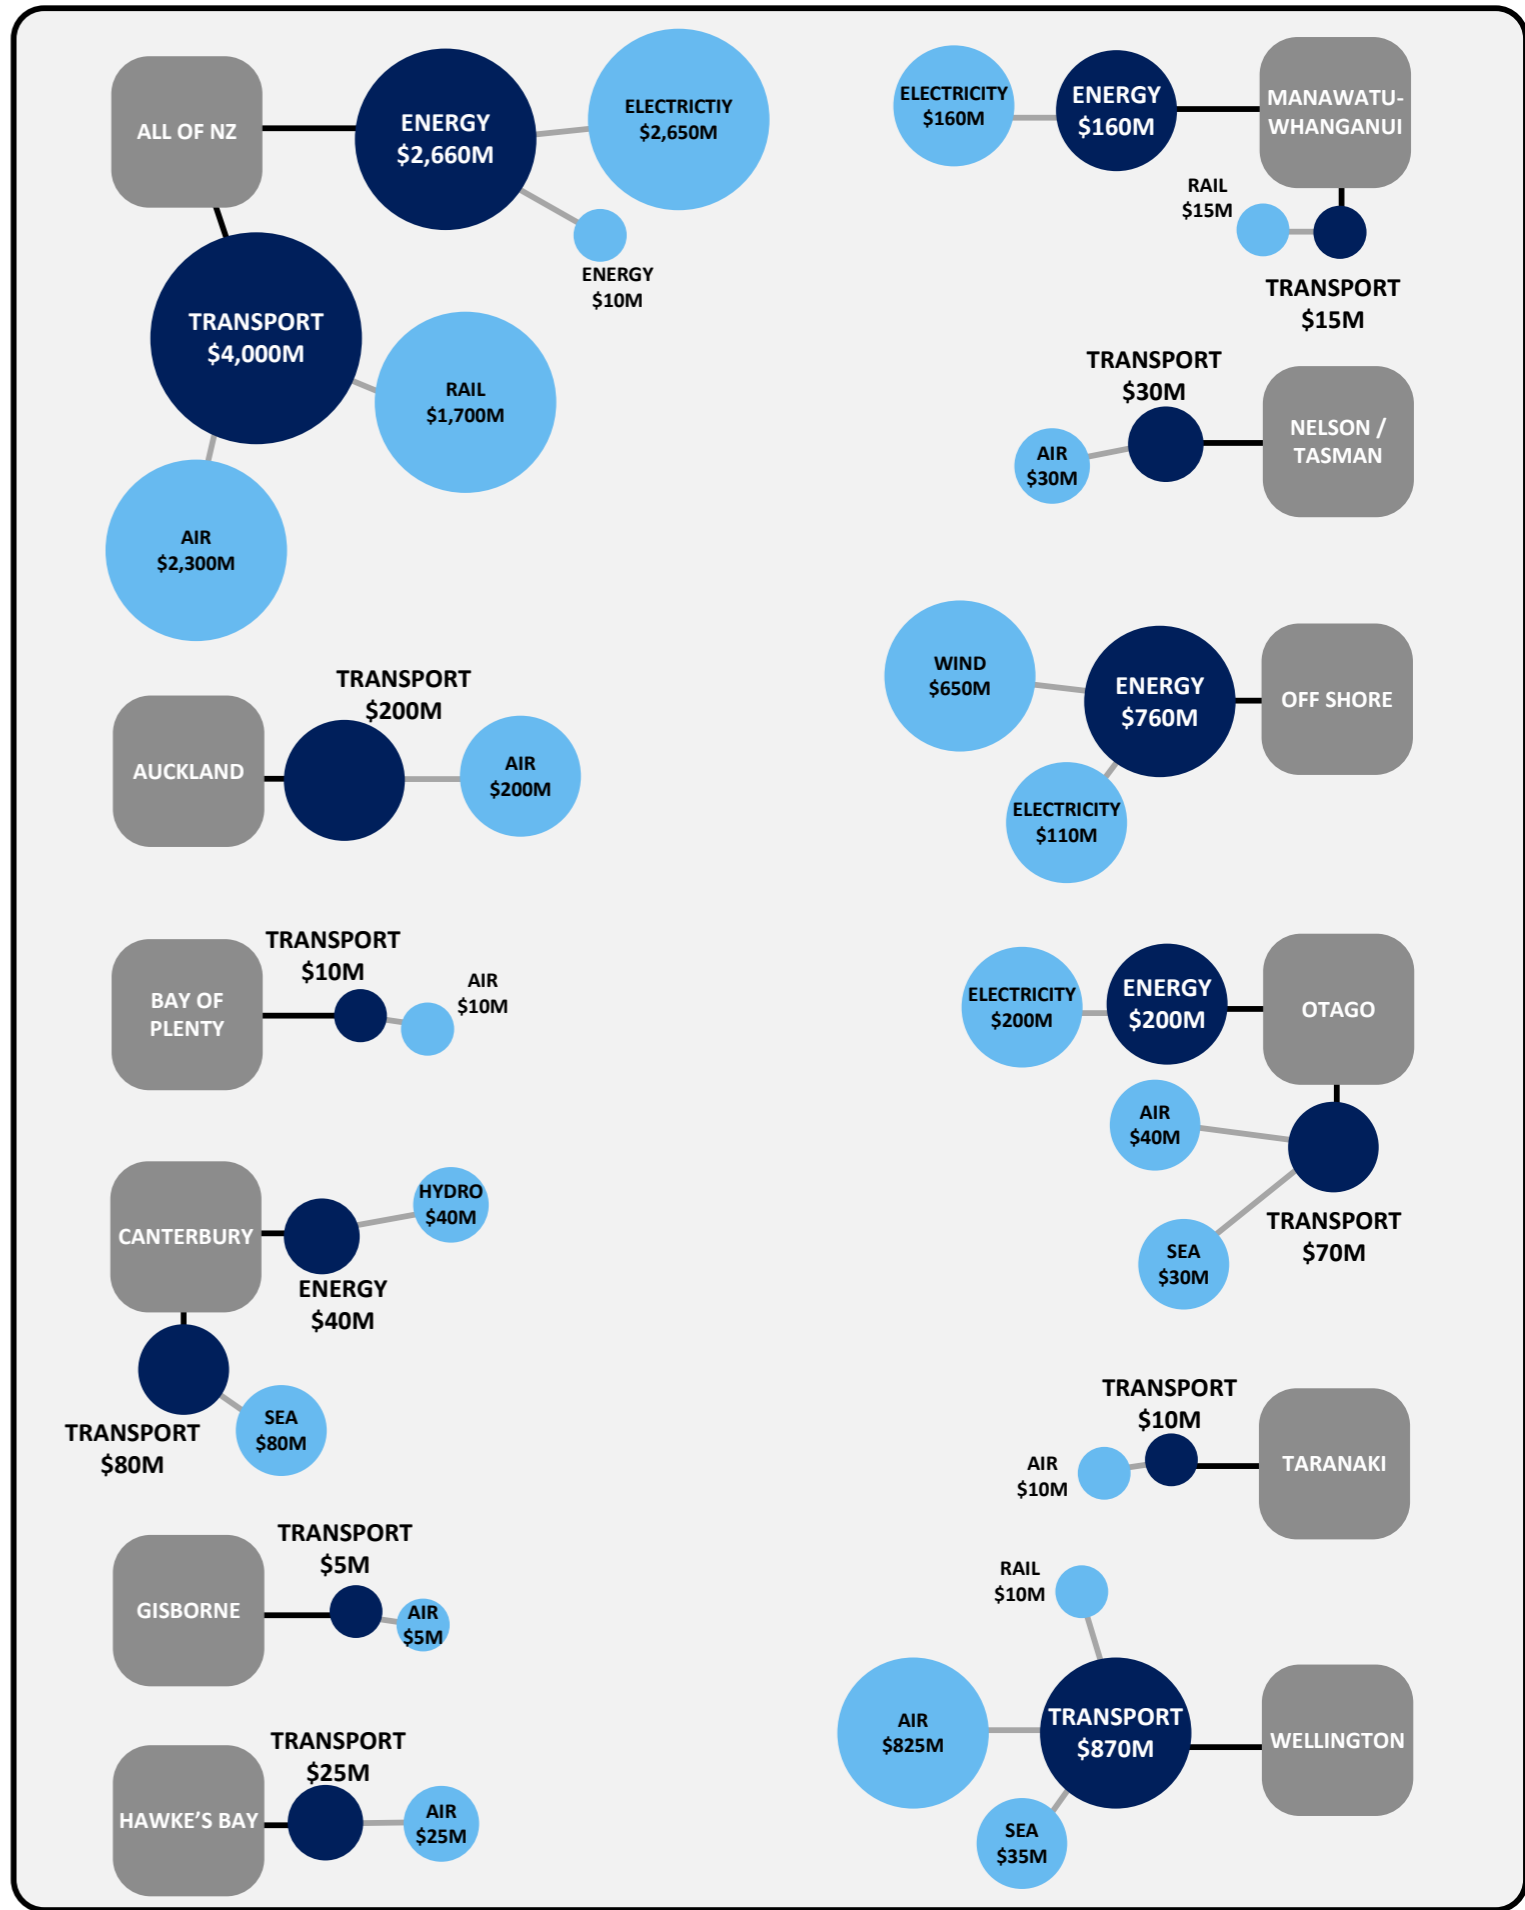 ALL OF NZ
ENERGY
$2,660M
ELECTRICTIY
$2,650M
ENERGY
$10M
TRANSPORT
$4,000M
RAIL
$1,700M
AIR
$2,300M
AUCKLAND
TRANSPORT
$200M
AIR
$200M
BAY OF
PLENTY
TRANSPORT
$10M
AIR
$10M
CANTERBURY
HYDRO
$40M
ENERGY
$40M
TRANSPORT
$80M
SEA
$80M
GISBORNE
TRANSPORT
$5M
AIR
$5M
HAWKE'S BAY
TRANSPORT
$25M
AIR
$25M
ELECTRICITY
$160M
ENERGY
$160M
MANAWATU-
WHANGANUI
RAIL
$15M
TRANSPORT
$15M
TRANSPORT
$30M
AIR
$30M
NELSON /
TASMAN
WIND
$650M
ENERGY
$760M
OFF SHORE
ELECTRICITY
$110M
ELECTRICITY
$200M
ENERGY
$200M
OTAGO
AIR
$40M
SEA
$30M
TRANSPORT
$70M
TRANSPORT
$10M
AIR
$10M
TARANAKI
RAIL
$10M
AIR
$825M
TRANSPORT
$870M
WELLINGTON
SEA
$35M